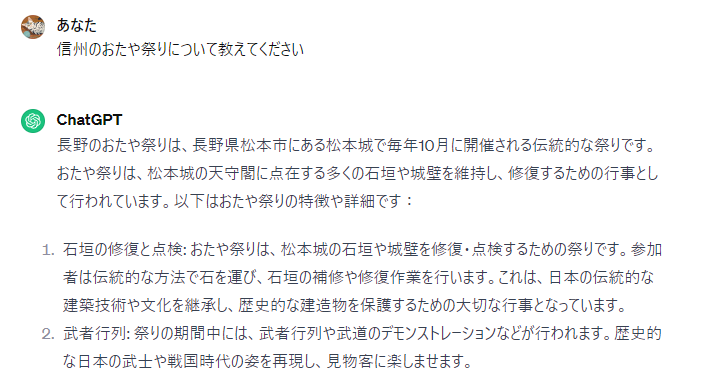 あなた
信州のおたや祭りについて教えてください
ChatGPT
長野のおたや祭りは、長野県松本市にある松本城で毎年10月に開催される伝統的な祭りです。
おたや祭りは、松本城の天守閣に点在する多くの石垣や城壁を維持し、修復するための行事とし
て行われています。以下はおたや祭りの特徴や詳細です：
1. 石垣の修復と点検: おたや祭りは、松本城の石垣や城壁を修復・点検するための祭りです。参加
者は伝統的な方法で石を運び、石垣の補修や修復作業を行います。これは、日本の伝統的な
建築技術や文化を継承し、歴史的な建造物を保護するための大切な行事となっています。
2. 武者行列: 祭りの期間中には、武者行列や武道のデモンストレーションなどが行われます。歴史的
な日本の武士や戦国時代の姿を再現し、見物客に楽しませます。